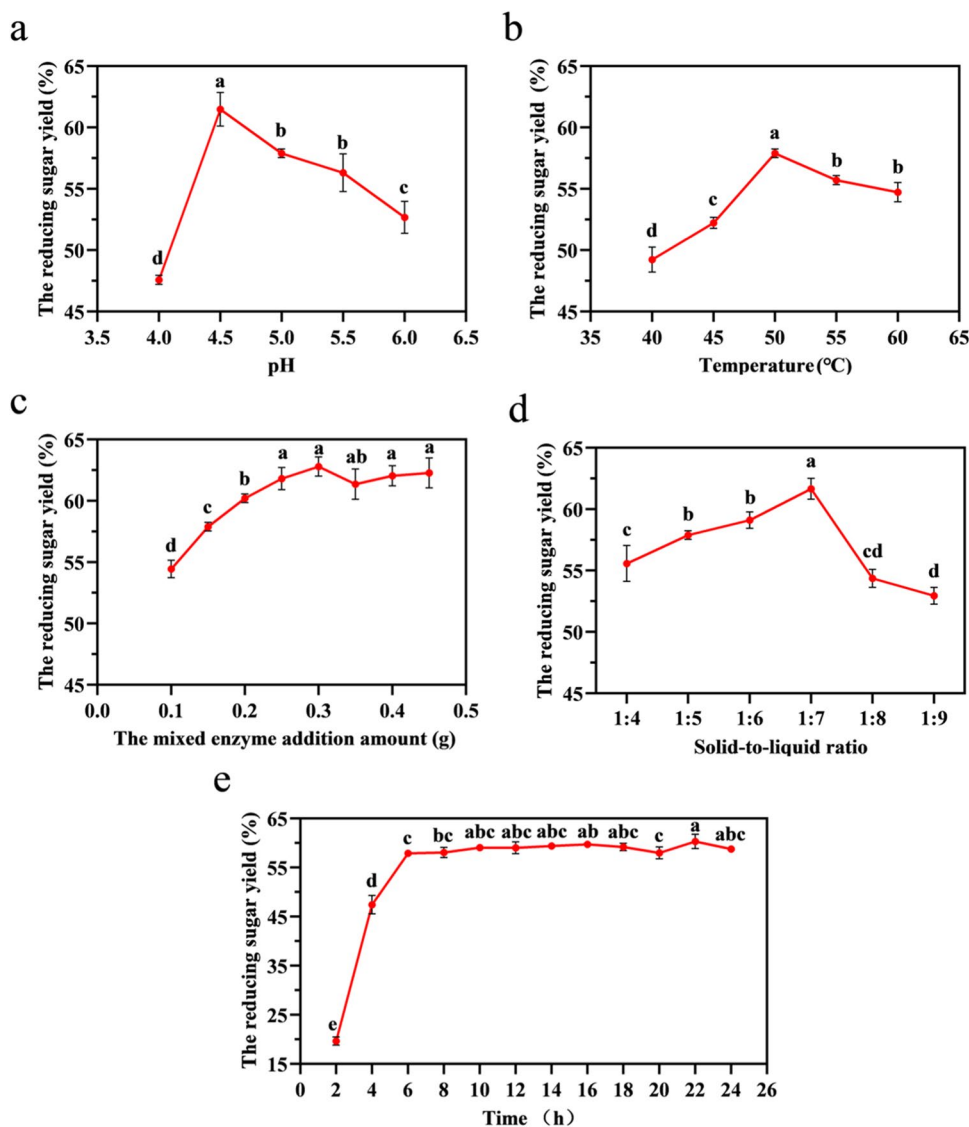 a
The reducing sugar yield (%)
65
60
55
50
45
d
a
b
b
c
3.5 4.0 4.5 5.0 5.5 6.0 6.5
pH
b
The reducing sugar yield (%)
65
60
55
50
45
d
c
a
b
b
35 40 45 50 55 60 65
Temperature (℃)
c
The reducing sugar yield (%)
65
60
55
50
45
d
c
b
a
a
ab
a
a
0.0 0.1 0.2 0.3 0.4 0.5
The mixed enzyme addition amount (g)
d
The reducing sugar yield (%)
65
60
55
50
45
c
b
b
a
cd
d
1:4 1:5 1:6 1:7 1:8 1:9
Solid-to-liquid ratio
e
The reducing sugar yield (%)
65
55
45
35
25
15
e
d
c
bc
abc
abc
abc
ab
abc
c
a
abc
0 2 4 6 8 10 12 14 16 18 20 22 24 26
Time （h）